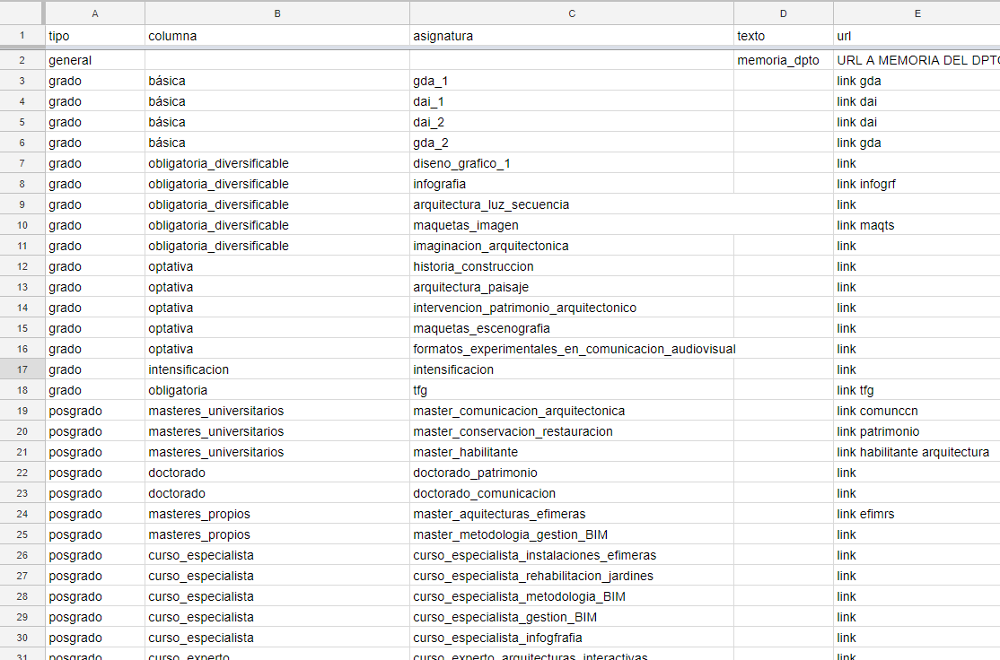 A B C D E
1 tipo columna asignatura texto url
2 general memoria_dpto URL A MEMORIA DEL DPTO
3 grado básica gda_1 link gda
4 grado básica dai_1 link dai
5 grado básica dai_2 link dai
6 grado básica gda_2 link gda
7 grado obligatoria_diversificable diseno_grafico_1 link
8 grado obligatoria_diversificable infografia link infogrf
9 grado obligatoria_diversificable arquitectura_luz_secuencia link
10 grado obligatoria_diversificable maquetas_imagen link maqts
11 grado obligatoria_diversificable imaginacion_arquitectonica link
12 grado optativa historia_construccion link
13 grado optativa arquitectura_paisaje link
14 grado optativa intervencion_patrimonio_arquitectonico link
15 grado optativa maquetas_escenografia link
16 grado optativa formatos_experimentales_en_comunicacion_audiovisual link
17 grado intensificacion intensificacion link
18 grado obligatoria tfg link tfg
19 posgrado masteres_universitarios master_comunicacion_arquitectonica link comunccn
20 posgrado masteres_universitarios master_conservacion_restauracion link patrimonio
21 posgrado masteres_universitarios master_habilitante link habilitante arquitectura
22 posgrado doctorado doctorado_patrimonio link
23 posgrado doctorado doctorado_comunicacion link
24 posgrado masteres_propios master_aquitecturas_efimeras link efimrs
25 posgrado masteres_propios master_metodologia_gestion_BIM link
26 posgrado curso_especialista curso_especialista_instalaciones_efimeras link
27 posgrado curso_especialista curso_especialista_rehabilitacion_jardines link
28 posgrado curso_especialista curso_especialista_metodologia_BIM link
29 posgrado curso_especialista curso_especialista_gestion_BIM link
30 posgrado curso_especialista curso_especialista_infogfrafia link
31 posgrado curso_experto curso_experto_arquitecturas_interactivas link